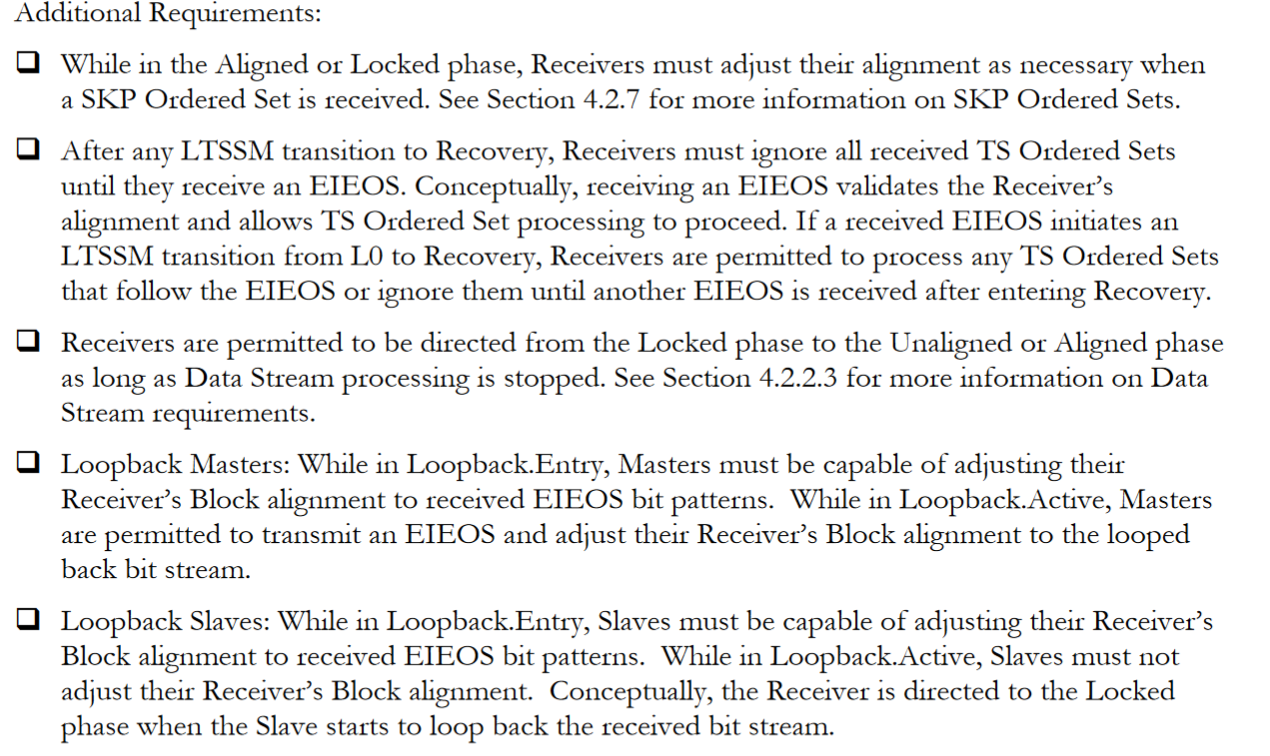 Additional Requirements:
❑ While in the Aligned or Locked phase, Receivers must adjust their alignment as necessary when
a SKP Ordered Set is received. See Section 4.2.7 for more information on SKP Ordered Sets.
❑ After any LTSSM transition to Recovery, Receivers must ignore all received TS Ordered Sets
until they receive an EIEOS. Conceptually, receiving an EIEOS validates the Receiver’s
alignment and allows TS Ordered Set processing to proceed. If a received EIEOS initiates an
LTSSM transition from L0 to Recovery, Receivers are permitted to process any TS Ordered Sets
that follow the EIEOS or ignore them until another EIEOS is received after entering Recovery.
❑ Receivers are permitted to be directed from the Locked phase to the Unaligned or Aligned phase
as long as Data Stream processing is stopped. See Section 4.2.2.3 for more information on Data
Stream requirements.
❑ Loopback Masters: While in Loopback.Entry, Masters must be capable of adjusting their
Receiver’s Block alignment to received EIEOS bit patterns.  While in Loopback.Active, Masters
are permitted to transmit an EIEOS and adjust their Receiver’s Block alignment to the looped
back bit stream.
❑ Loopback Slaves: While in Loopback.Entry, Slaves must be capable of adjusting their Receiver’s
Block alignment to received EIEOS bit patterns.  While in Loopback.Active, Slaves must not
adjust their Receiver’s Block alignment.  Conceptually, the Receiver is directed to the Locked
phase when the Slave starts to loop back the received bit stream.